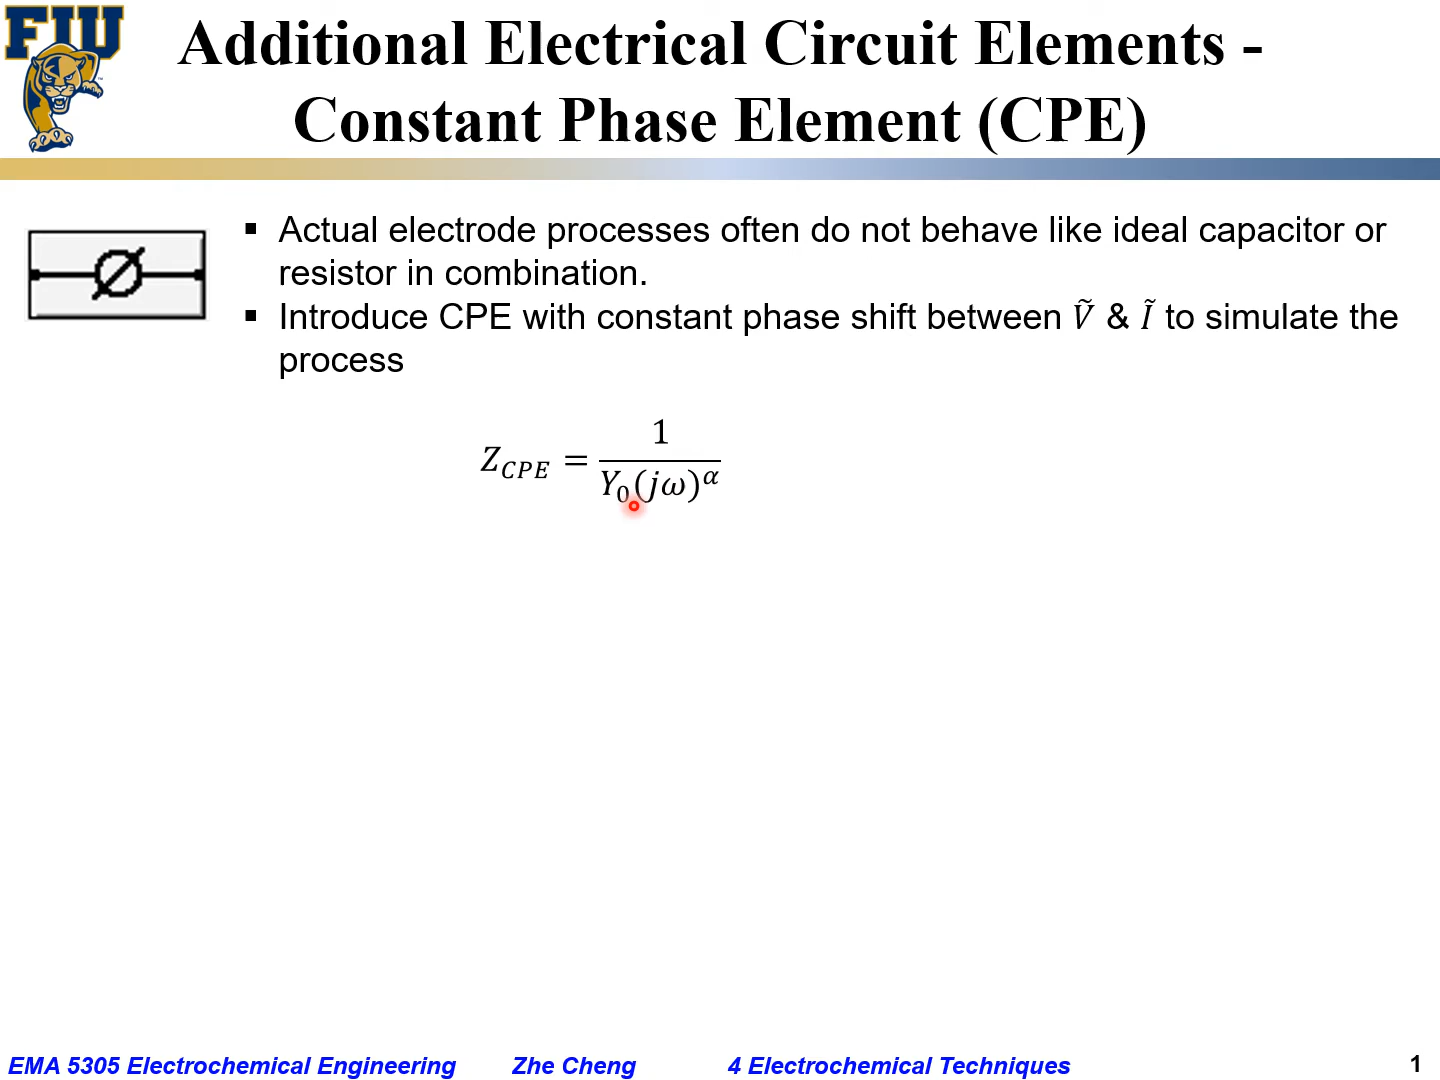 FIU
Additional Electrical Circuit Elements -
Constant Phase Element (CPE)
▪ Actual electrode processes often do not behave like ideal capacitor or
resistor in combination.
▪ Introduce CPE with constant phase shift between Ṽ & Ĩ to simulate the
process
Z_CPE = 1 / Y₀(jω)^α
EMA 5305 Electrochemical Engineering Zhe Cheng 4 Electrochemical Techniques 1